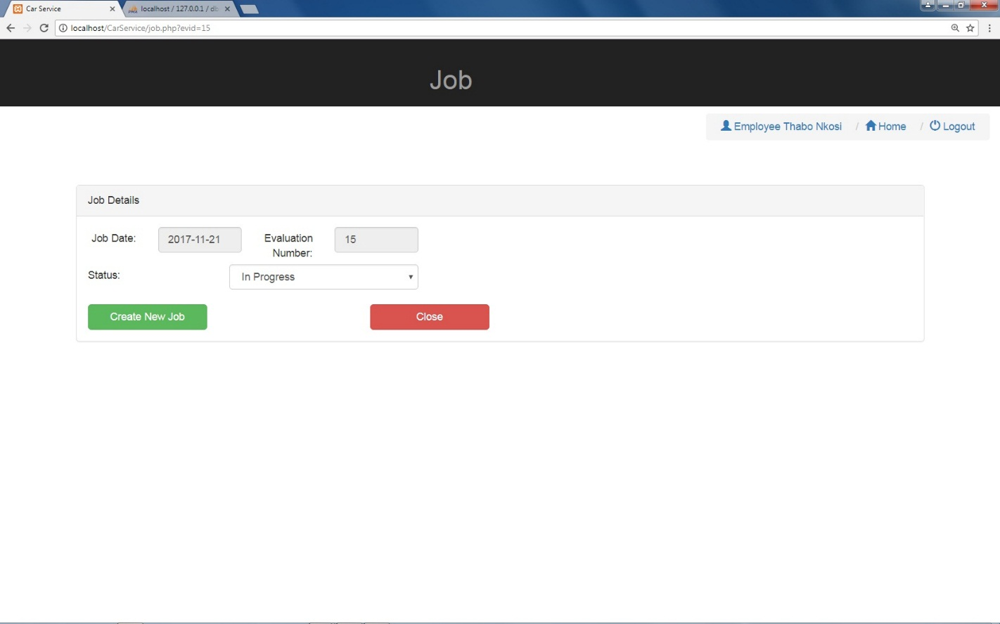 Car Service
localhost / 127.0.0.1 / db
localhost/CarService/job.php?evid=15
Job
Employee Thabo Nkosi / Home / Logout
Job Details
Job Date: 2017-11-21 Evaluation Number: 15
Status: In Progress
Create New Job Close